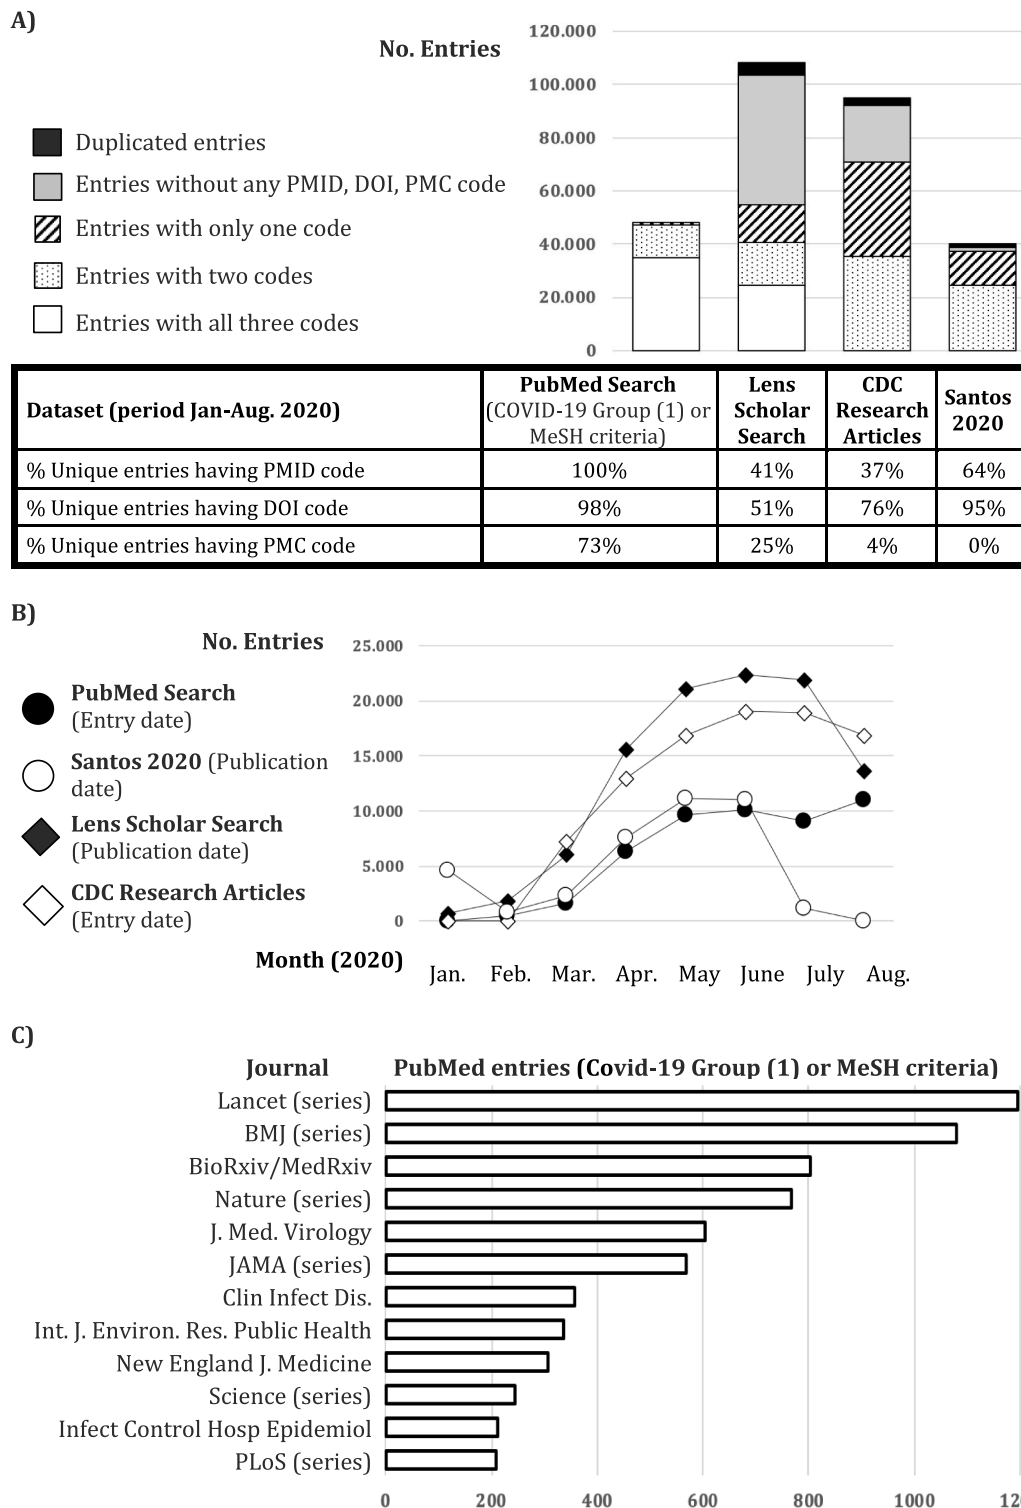 A)
No. Entries
120.000
100.000
80.000
60.000
40.000
20.000
0
Duplicated entries
Entries without any PMID, DOI, PMC code
Entries with only one code
Entries with two codes
Entries with all three codes
Dataset (period Jan-Aug. 2020)
PubMed Search
(COVID-19 Group (1) or
MeSH criteria)
Lens
Scholar
Search
CDC
Research
Articles
Santos
2020
% Unique entries having PMID code 100% 41% 37% 64%
% Unique entries having DOI code 98% 51% 76% 95%
% Unique entries having PMC code 73% 25% 4% 0%
B)
No. Entries
25.000
20.000
15.000
10.000
5.000
0
PubMed Search
(Entry date)
Santos 2020 (Publication
date)
Lens Scholar Search
(Publication date)
CDC Research Articles
(Entry date)
Month (2020)
Jan. Feb. Mar. Apr. May June July Aug.
C)
Journal
PubMed entries (Covid-19 Group (1) or MeSH criteria)
Lancet (series)
BMJ (series)
BioRxiv/MedRxiv
Nature (series)
J. Med. Virology
JAMA (series)
Clin Infect Dis.
Int. J. Environ. Res. Public Health
New England J. Medicine
Science (series)
Infect Control Hosp Epidemiol
PLoS (series)
0 200 400 600 800 1000